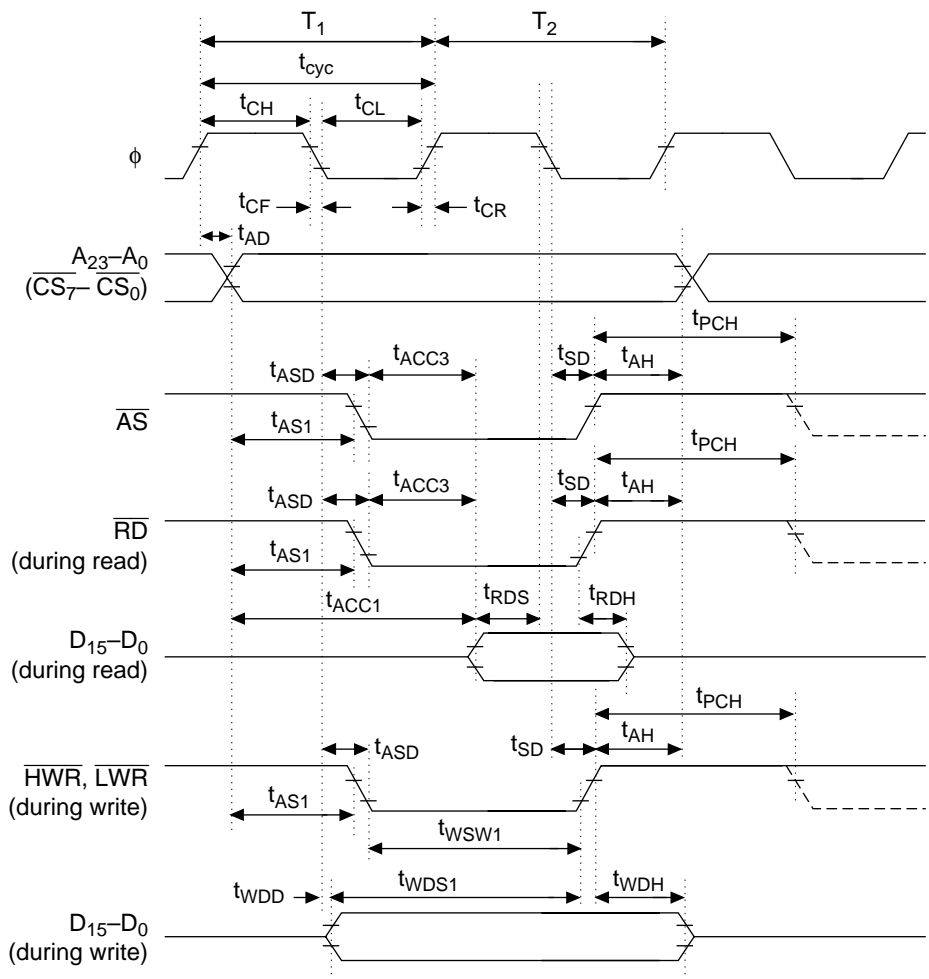 T1 T2
tcyc
tCH tCL
ϕ
tCF tCR
tAD
A23–A0
(CS7–CS0)
tPCH
tASD tACC3 tSD tAH
AS
tAS1
tPCH
tASD tACC3 tSD tAH
RD
(during read)
tAS1
tACC1 tRDS tRDH
D15–D0
(during read)
tPCH
tASD tSD tAH
HWR, LWR
(during write)
tAS1
tWSW1
tWDD tWDS1 tWDH
D15–D0
(during write)